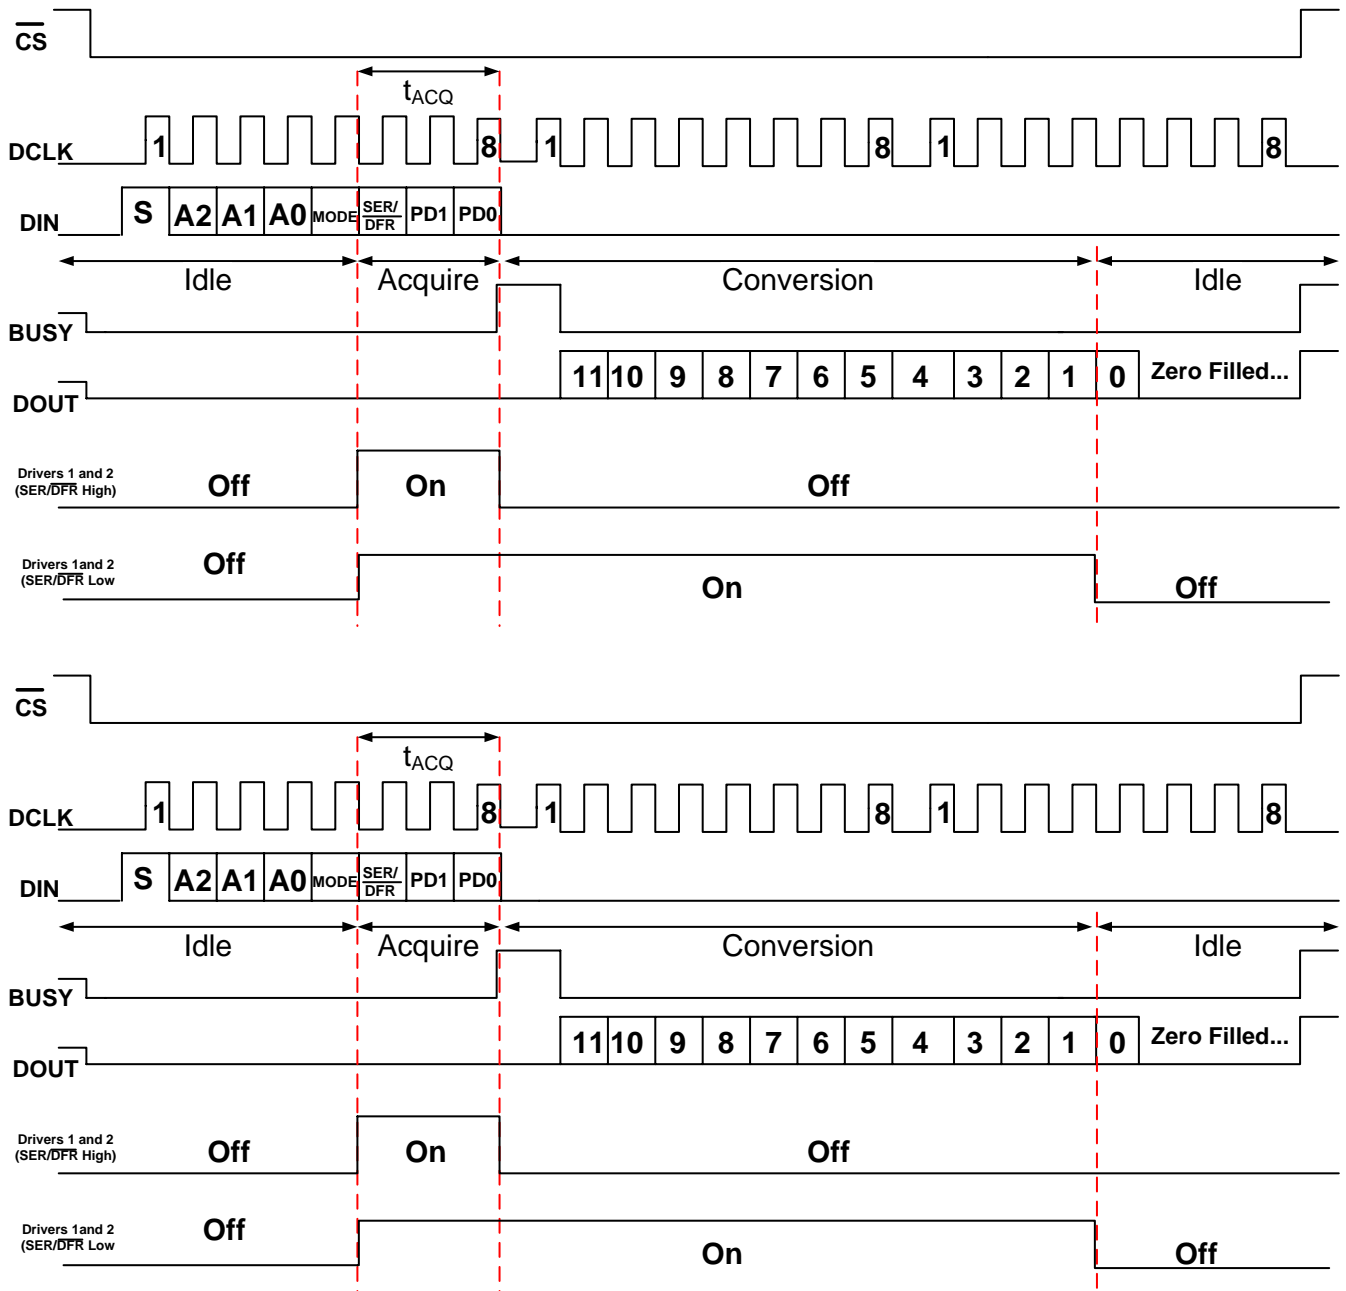 CS
tACQ
DCLK 1 8 1 8 1 8
DIN S A2 A1 A0 MODE SER/DFR PD1 PD0
Idle Acquire Conversion Idle
BUSY
DOUT 11 10 9 8 7 6 5 4 3 2 1 0 Zero Filled...
Drivers 1 and 2
(SER/DFR High) Off On Off
Drivers 1and 2
(SER/DFR Low Off On Off
CS
tACQ
DCLK 1 8 1 8 1 8
DIN S A2 A1 A0 MODE SER/DFR PD1 PD0
Idle Acquire Conversion Idle
BUSY
DOUT 11 10 9 8 7 6 5 4 3 2 1 0 Zero Filled...
Drivers 1 and 2
(SER/DFR High) Off On Off
Drivers 1and 2
(SER/DFR Low Off On Off